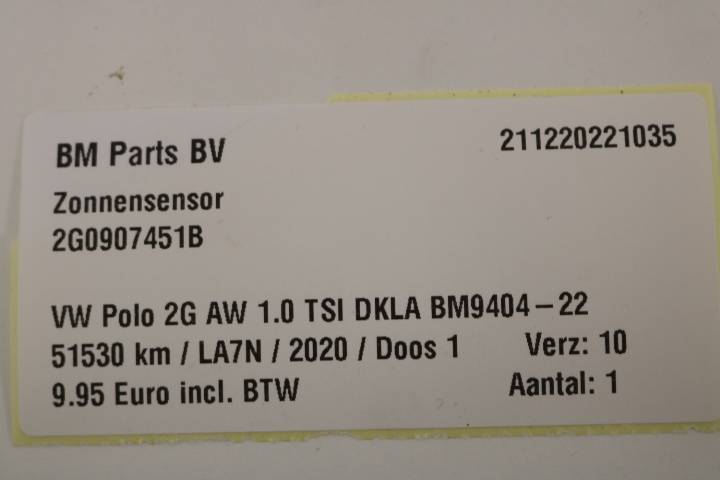 BM Parts BV 211220221035
Zonnensensor
2G0907451B
VW Polo 2G AW 1.0 TSI DKLA BM9404-22
51530 km / LA7N / 2020 / Doos 1 Verz: 10
9.95 Euro incl. BTW Aantal: 1